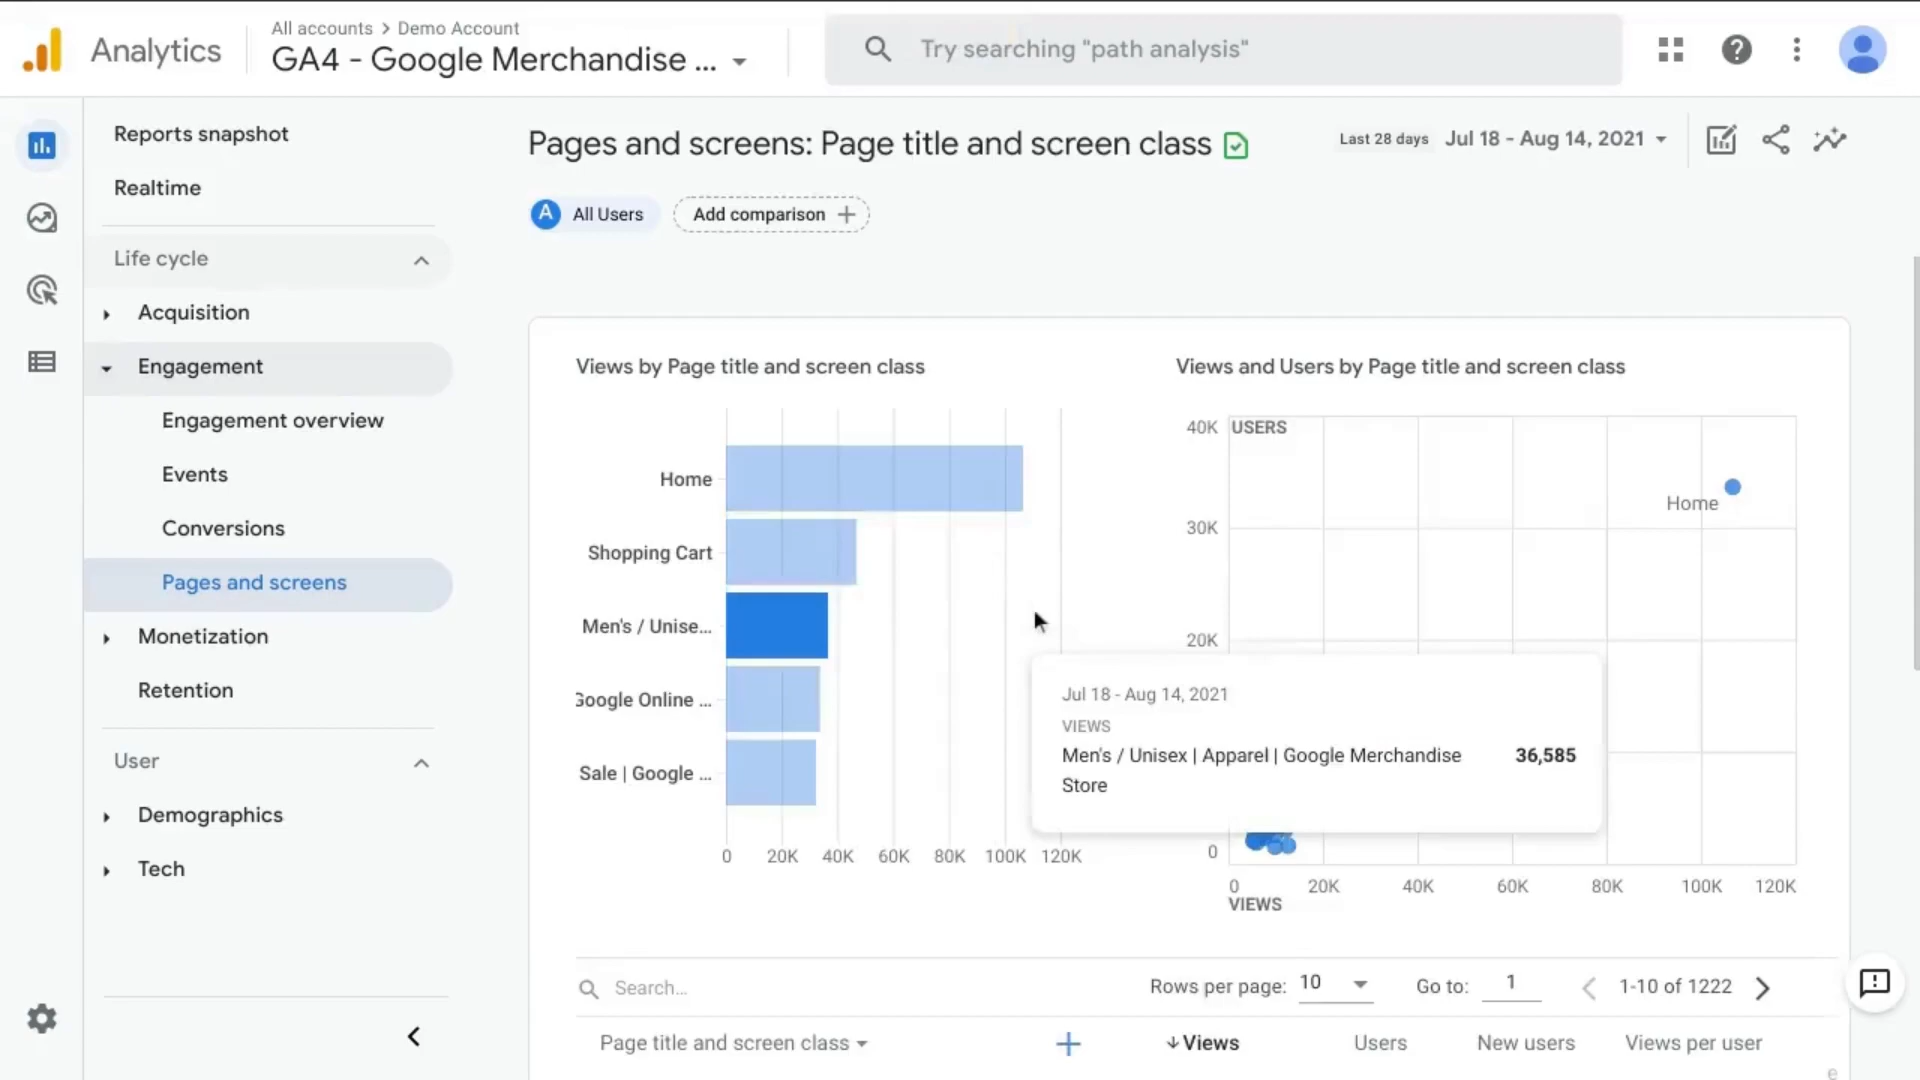 Analytics
All accounts > Demo Account
GA4 - Google Merchandise ...
Try searching "path analysis"
Reports snapshot
Realtime
Life cycle
Acquisition
Engagement
Engagement overview
Events
Conversions
Pages and screens
Monetization
Retention
User
Demographics
Tech
Pages and screens: Page title and screen class
Last 28 days Jul 18 - Aug 14, 2021
A All Users
Add comparison +
Views by Page title and screen class
Home
Shopping Cart
Men's / Unise...
Google Online ...
Sale | Google ...
0 20K 40K 60K 80K 100K 120K
Views and Users by Page title and screen class
40K USERS
Home
30K
20K
0
0 20K 40K 60K 80K 100K 120K
VIEWS
Jul 18 - Aug 14, 2021
VIEWS
Men's / Unisex | Apparel | Google Merchandise 36,585
Store
Search...
Rows per page: 10
Go to: 1
1-10 of 1222
Page title and screen class
Views
Users
New users
Views per user